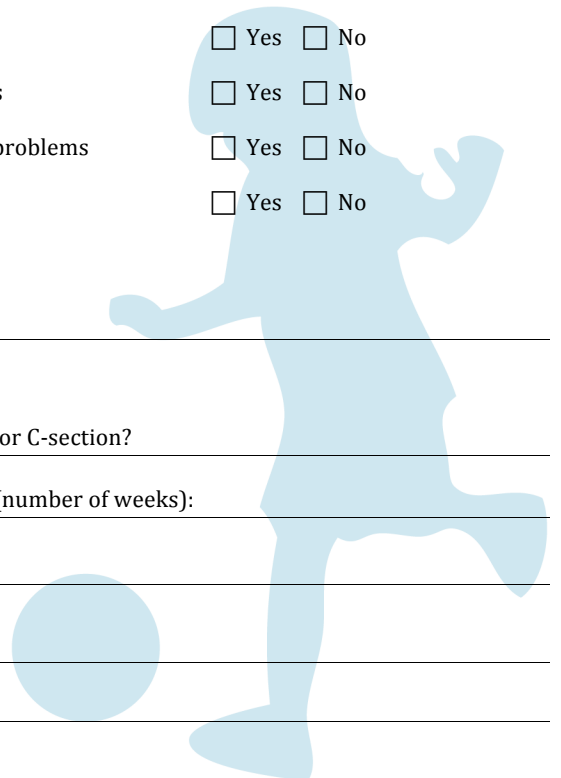 ☐ Yes ☐ No
s ☐ Yes ☐ No
problems ☐ Yes ☐ No
☐ Yes ☐ No
or C-section?
(number of weeks):